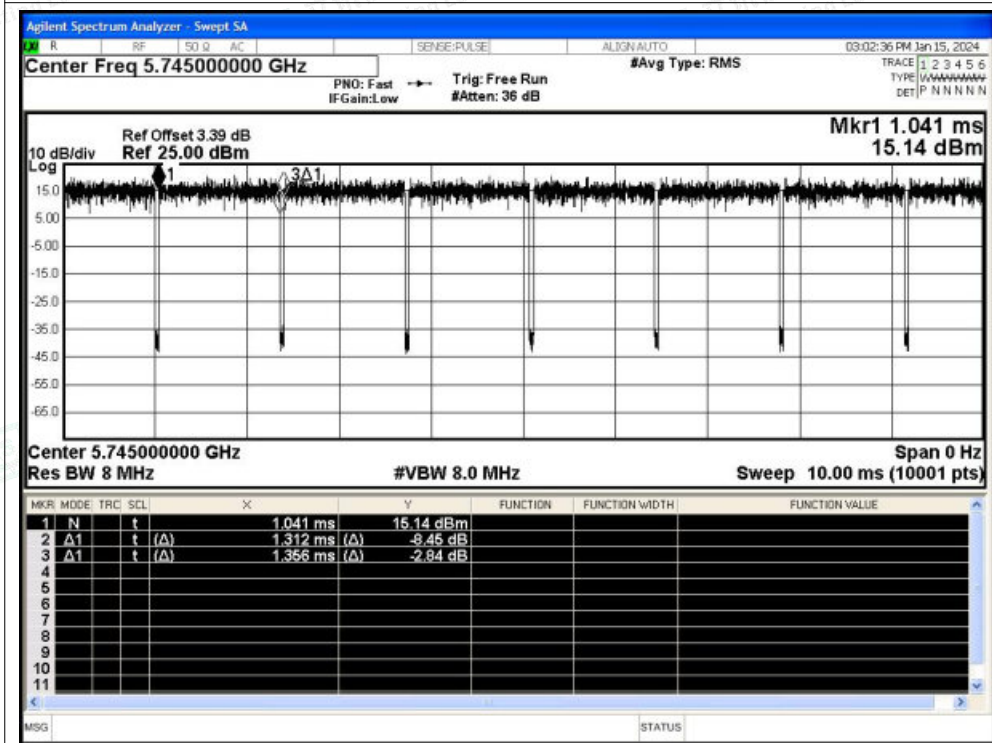 Agilent Spectrum Analyzer - Swept SA
LXI R RF 50 Ω AC SENSE:PULSE ALIGN AUTO 03:02:36 PM Jan 15, 2024
Center Freq 5.745000000 GHz #Avg Type: RMS TRACE 1 2 3 4 5 6
PNO: Fast Trig: Free Run TYPE WWWWWW
IFGain:Low #Atten: 36 dB DET P N N N N N
Ref Offset 3.39 dB Mkr1 1.041 ms
10 dB/div Ref 25.00 dBm 15.14 dBm
Log
1 3Δ1
15.0
5.00
-5.00
-15.0
-25.0
-35.0
-45.0
-55.0
-65.0
Center 5.745000000 GHz Span 0 Hz
Res BW 8 MHz #VBW 8.0 MHz Sweep 10.00 ms (10001 pts)
MKR MODE TRC SCL X Y FUNCTION FUNCTION WIDTH FUNCTION VALUE
1 N t 1.041 ms 15.14 dBm
2 Δ1 t (Δ) 1.312 ms (Δ) -8.45 dB
3 Δ1 t (Δ) 1.356 ms (Δ) -2.84 dB
4
5
6
7
8
9
10
11
MSG STATUS